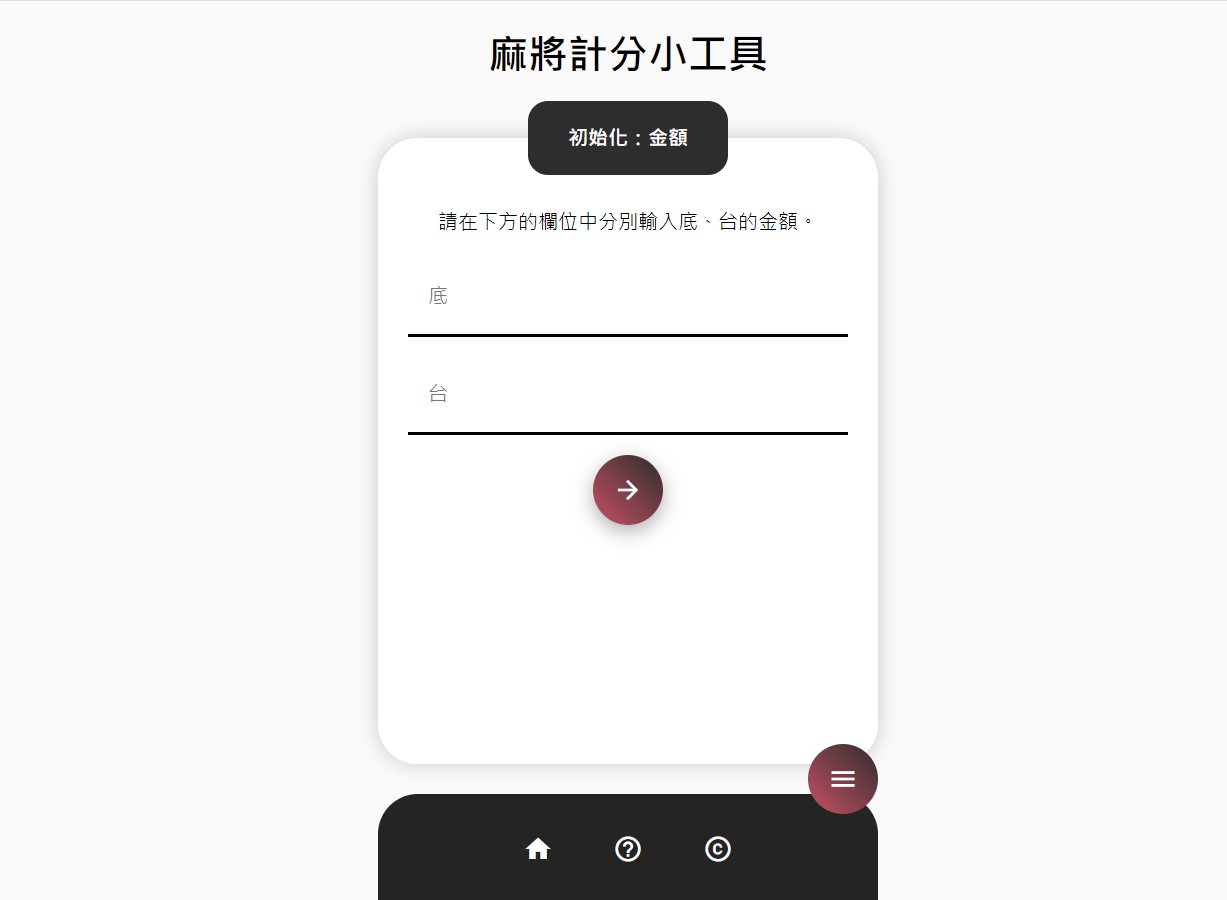 麻將計分小工具
初始化：金額
請在下方的欄位中分別輸入底、台的金額。
底
台